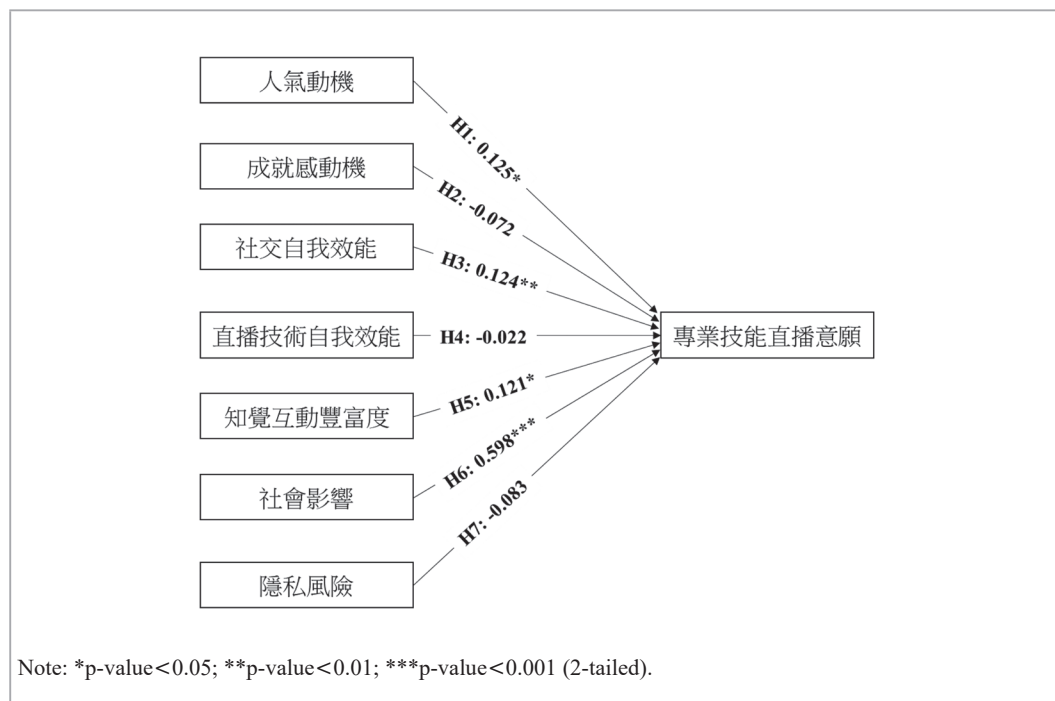 人氣動機
H1: 0.125*
成就感動機
H2: -0.072
社交自我效能
H3: 0.124**
直播技術自我效能
H4: -0.022
專業技能直播意願
知覺互動豐富度
H5: 0.121*
社會影響
H6: 0.598***
隱私風險
H7: -0.083
Note: *p-value<0.05; **p-value<0.01; ***p-value<0.001 (2-tailed).